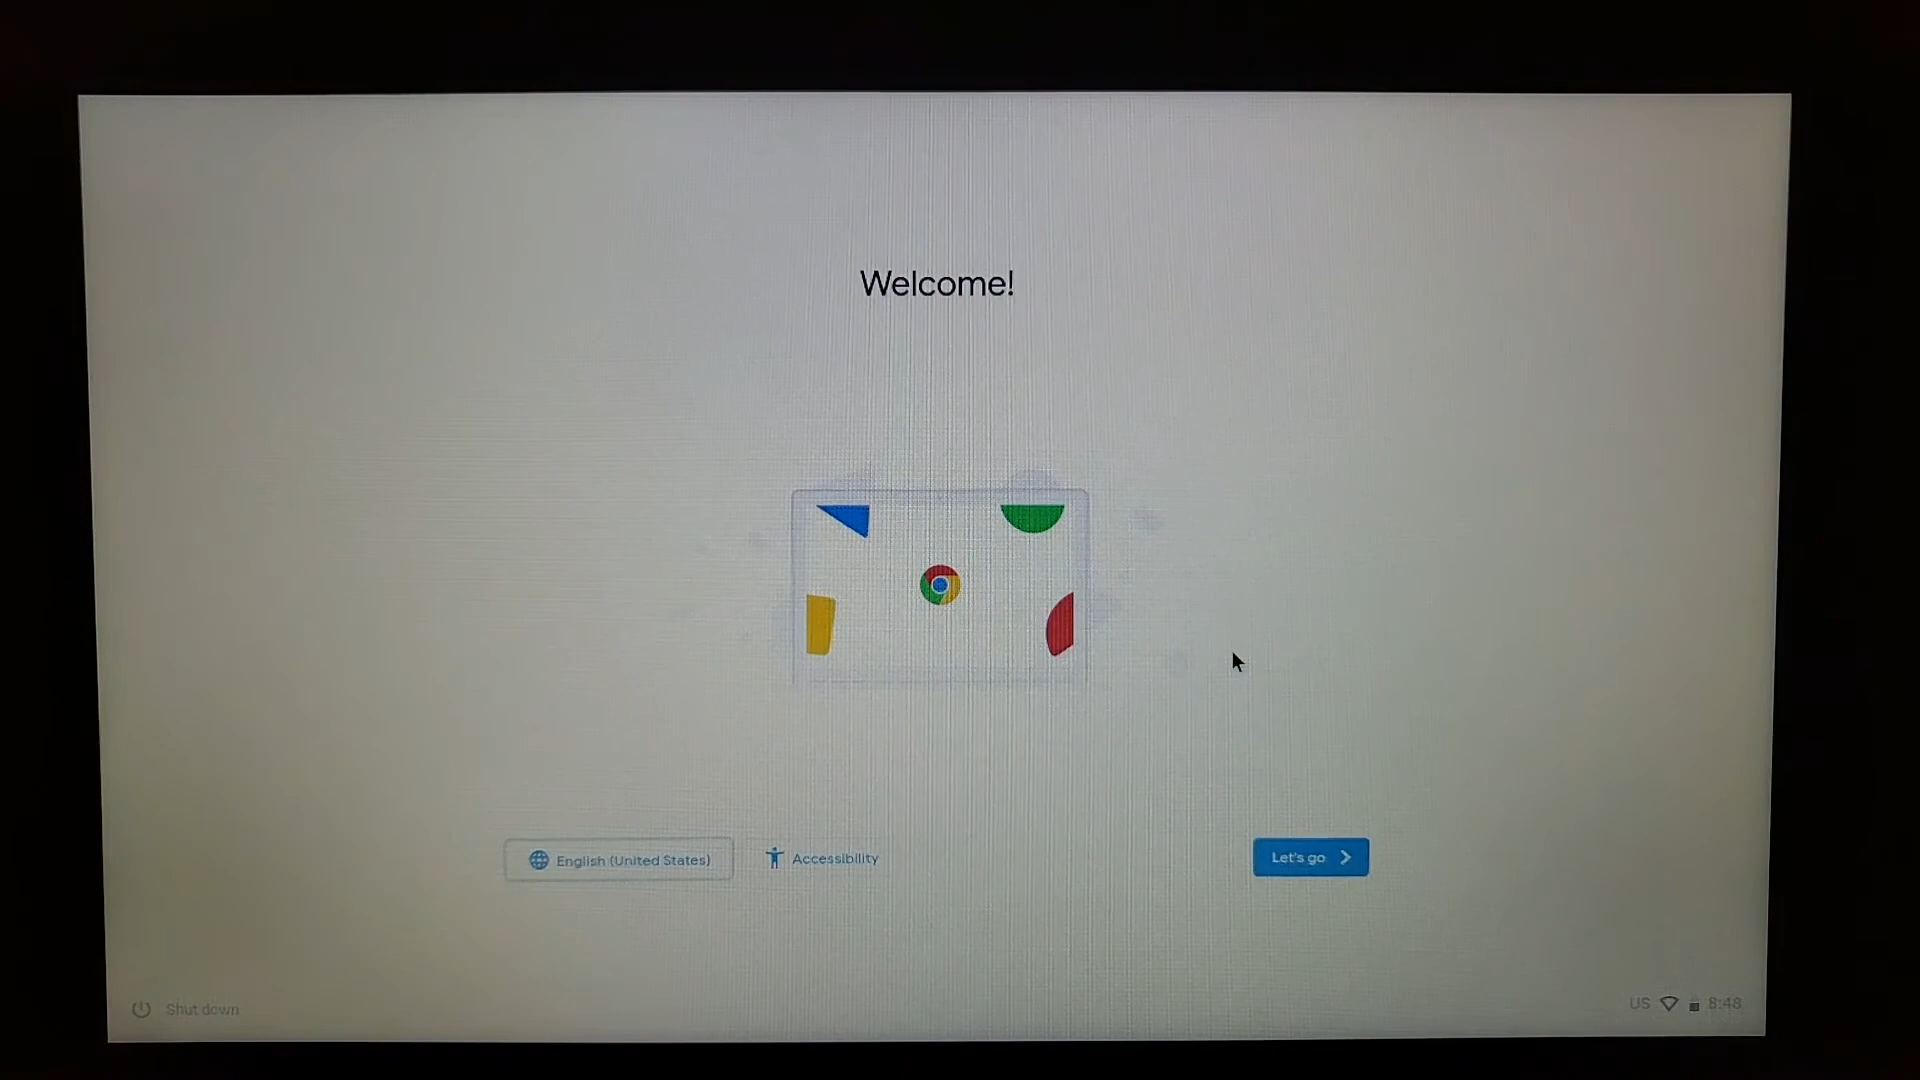 Welcome!
English (United States)
Accessibility
Let's go
Shut down
US 8:48